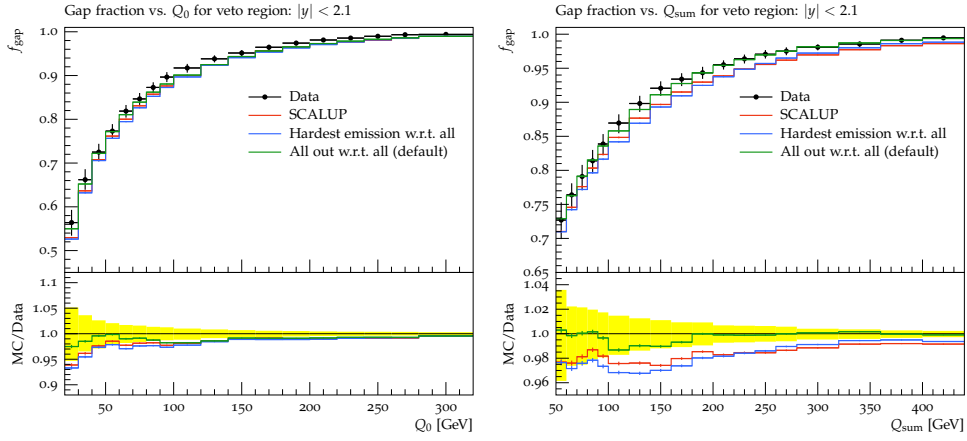 Gap fraction vs. Q0 for veto region: |y| < 2.1
fgap
1.0
0.9
0.8
0.7
0.6
0.5
Data
SCALUP
Hardest emission w.r.t. all
All out w.r.t. all (default)
MC/Data
1.1
1.05
1.0
0.95
0.9
50
100
150
200
250
300
Q0 [GeV]
Gap fraction vs. Qsum for veto region: |y| < 2.1
fgap
1.0
0.95
0.9
0.85
0.8
0.75
0.7
0.65
Data
SCALUP
Hardest emission w.r.t. all
All out w.r.t. all (default)
MC/Data
1.04
1.02
1.0
0.98
0.96
50
100
150
200
250
300
350
400
Qsum [GeV]